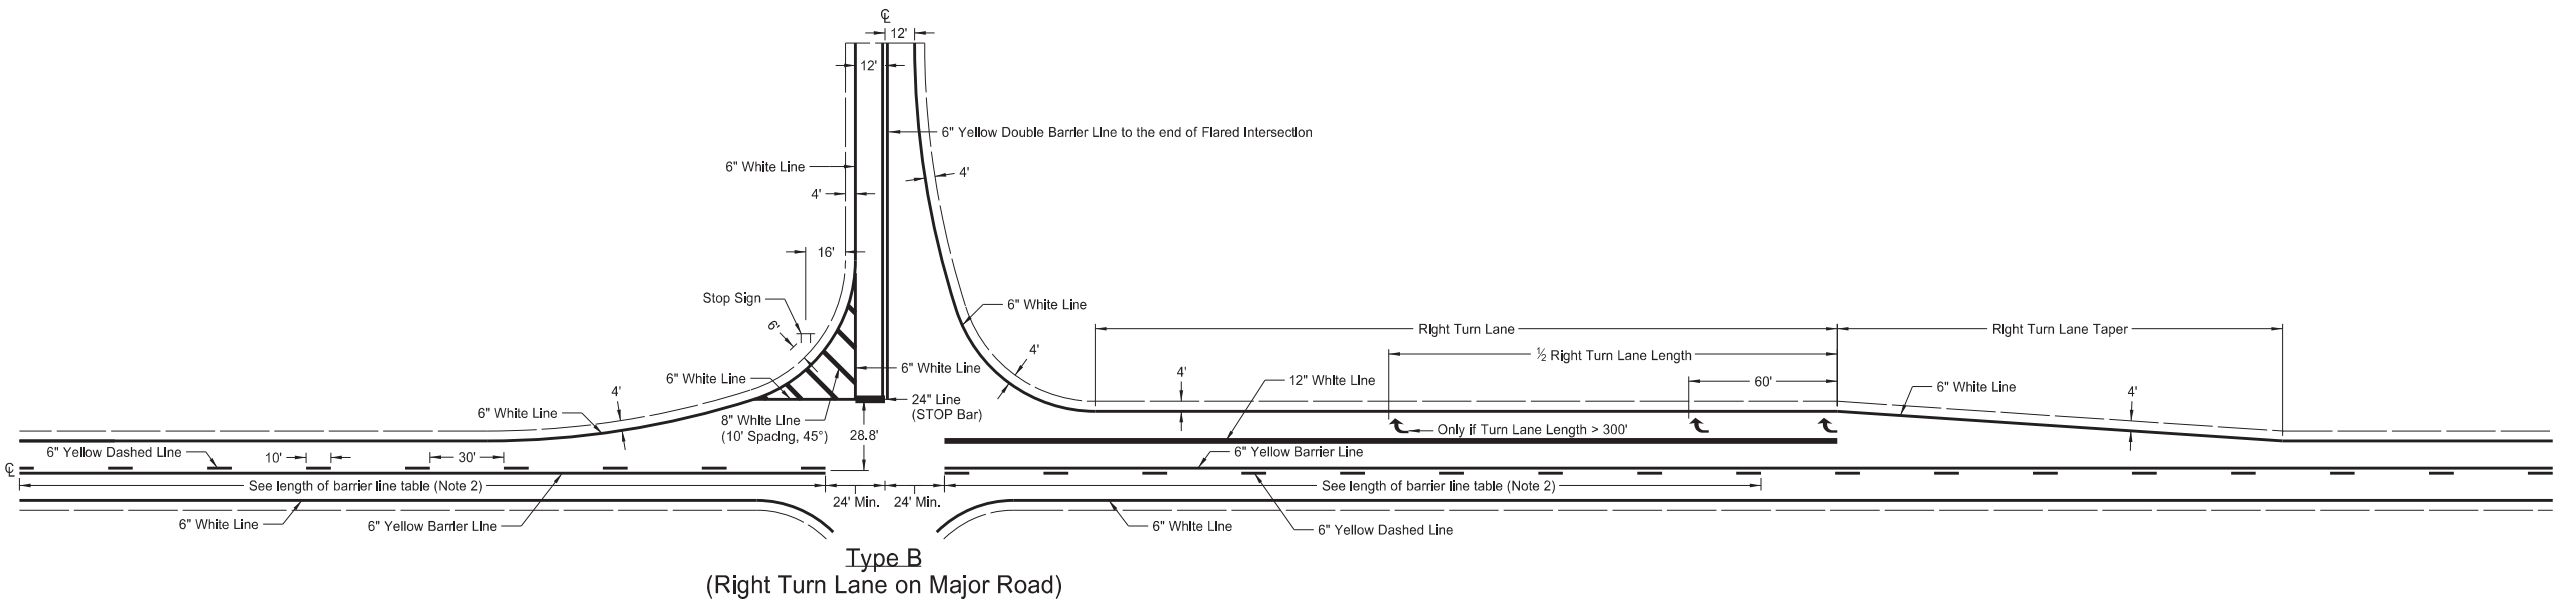 ℄
12'
12'
6" Yellow Double Barrier Line to the end of Flared Intersection
6" White Line
4'
4'
16'
Stop Sign
6" White Line
6'
Right Turn Lane
Right Turn Lane Taper
4'
½ Right Turn Lane Length
6" White Line
6" White Line
4'
12" White Line
60'
6" White Line
4'
4'
24" Line
(STOP Bar)
6" White Line
8" White Line
(10' Spacing, 45°)
28.8'
Only if Turn Lane Length > 300'
6" Yellow Dashed Line
10'
30'
6" Yellow Barrier Line
℄
See length of barrier line table (Note 2)
See length of barrier line table (Note 2)
24' Min.
24' Min.
6" White Line
6" Yellow Barrier Line
6" White Line
6" Yellow Dashed Line
Type B
(Right Turn Lane on Major Road)